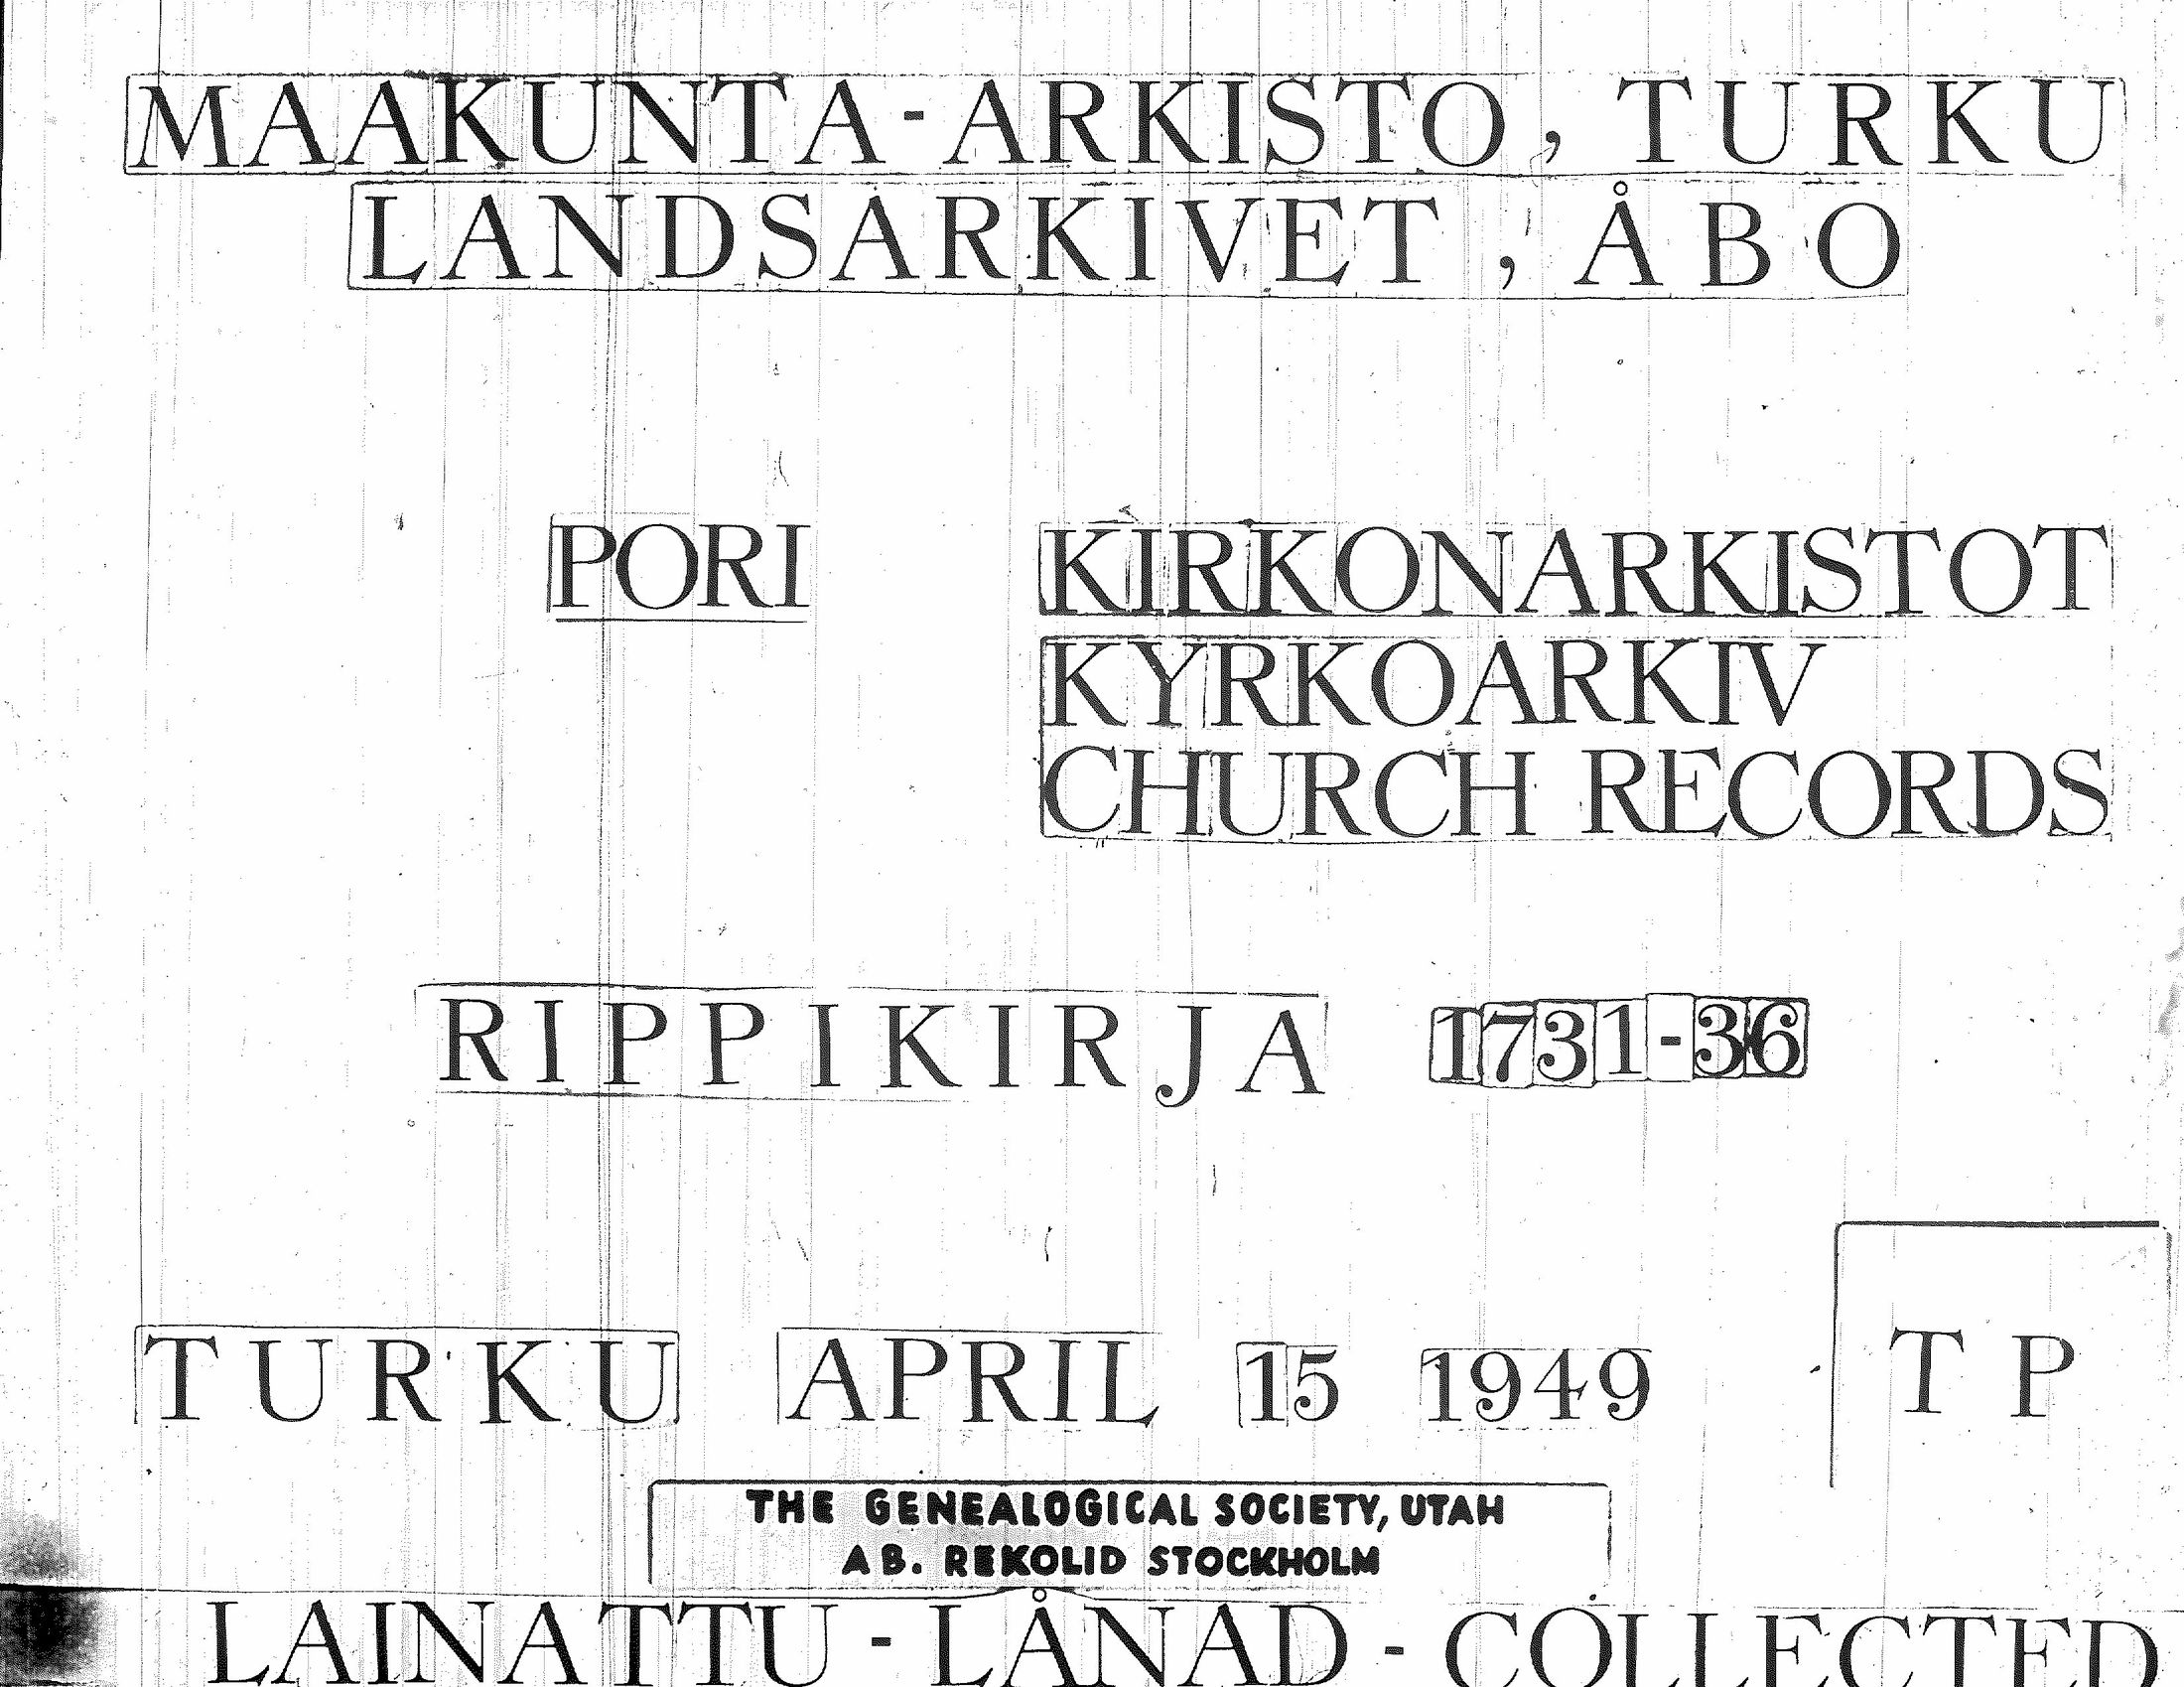 MAAKUNTA-ARKISTO, TURKU
LANDSARKIVET, ÅBO
PORI KIRKONARKISTOT
KYRKOARKIV
CHURCH RECORDS
RIPPIKIRJA 1731-36
TURKU APRIL 15 1949 TP
THE GENEALOGICAL SOCIETY, UTAH
AB. REKOLID STOCKHOLM
LAINATTU - LÅNAD - COLLECTED